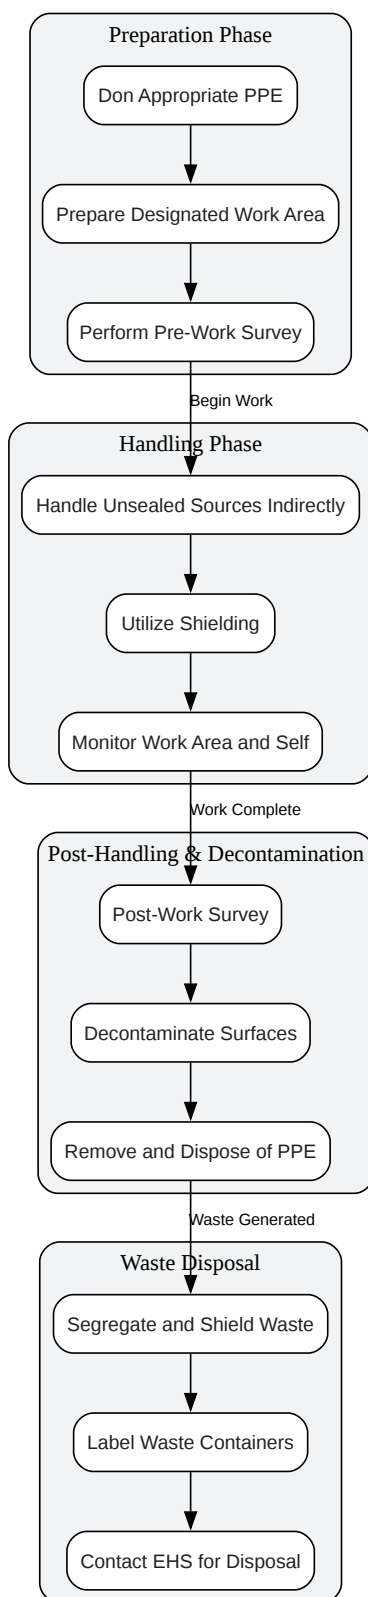 Preparation Phase
Don Appropriate PPE
Prepare Designated Work Area
Perform Pre-Work Survey
Begin Work
Handling Phase
Handle Unsealed Sources Indirectly
Utilize Shielding
Monitor Work Area and Self
Work Complete
Post-Handling & Decontamination
Post-Work Survey
Decontaminate Surfaces
Remove and Dispose of PPE
Waste Generated
Waste Disposal
Segregate and Shield Waste
Label Waste Containers
Contact EHS for Disposal